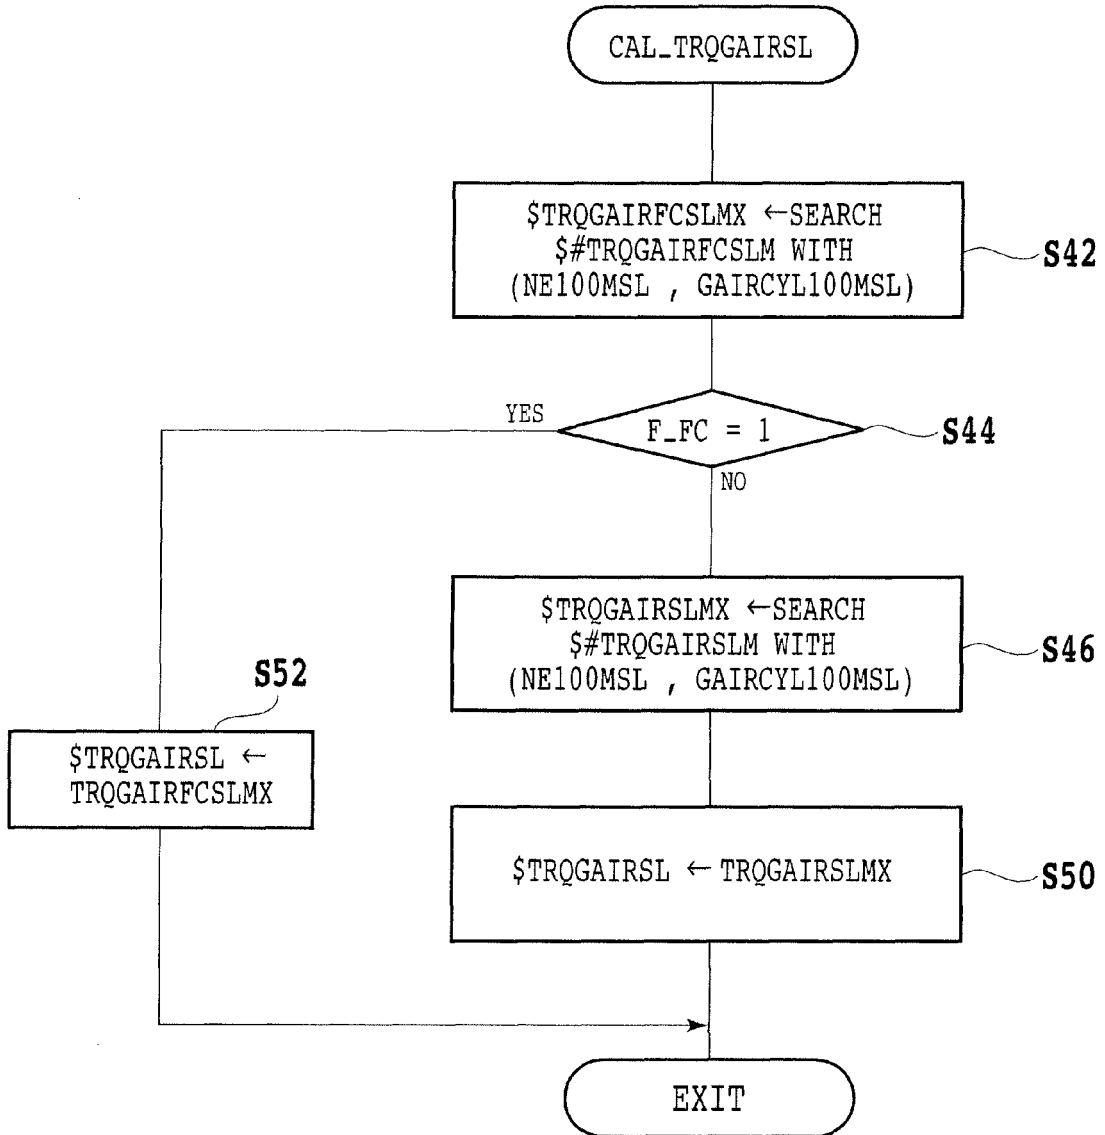 CAL_TRQGAIRSL
$TRQGAIRFCSLMX ←SEARCH
$#TRQGAIRFCSLM WITH
(NE100MSL , GAIRCYL100MSL)
S42
YES
F_FC = 1
S44
NO
$TRQGAIRSLMX ←SEARCH
$#TRQGAIRSLM WITH
(NE100MSL , GAIRCYL100MSL)
S46
S52
$TRQGAIRSL ←
TRQGAIRFCSLMX
$TRQGAIRSL ← TRQGAIRSLMX
S50
EXIT